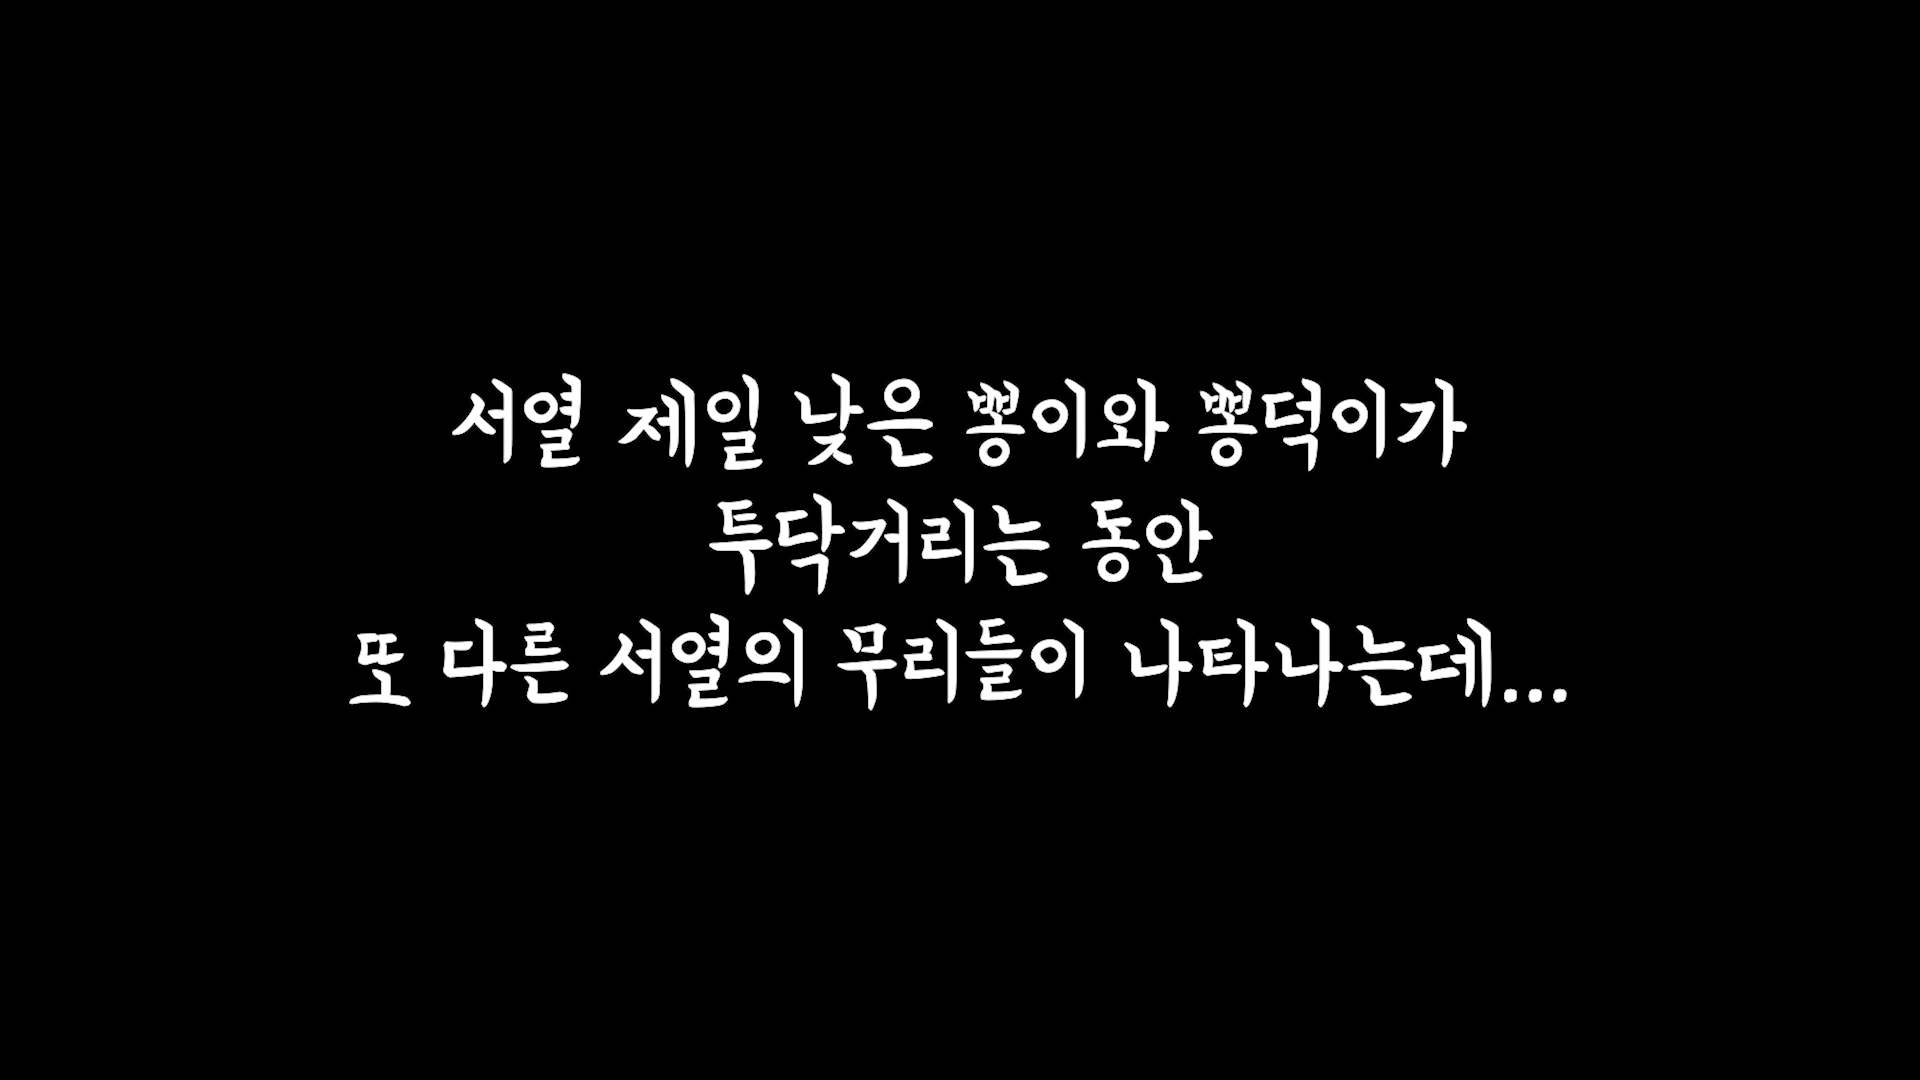 서열 제일 낮은 뽕이와 뽕덕이가
투닥거리는 동안
또 다른 서열의 무리들이 나타나는데...